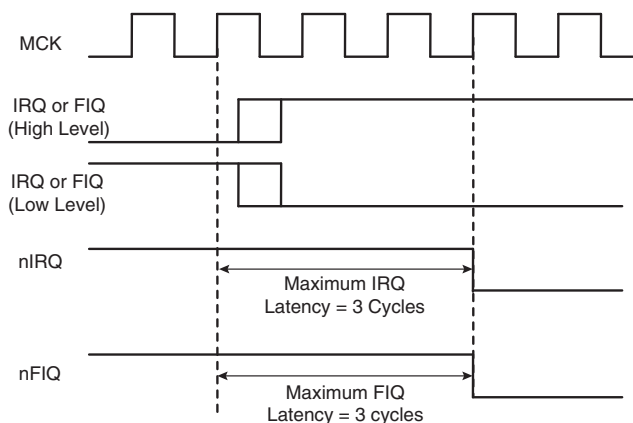 MCK
IRQ or FIQ
(High Level)
IRQ or FIQ
(Low Level)
nIRQ
Maximum IRQ
Latency = 3 Cycles
nFIQ
Maximum FIQ
Latency = 3 cycles